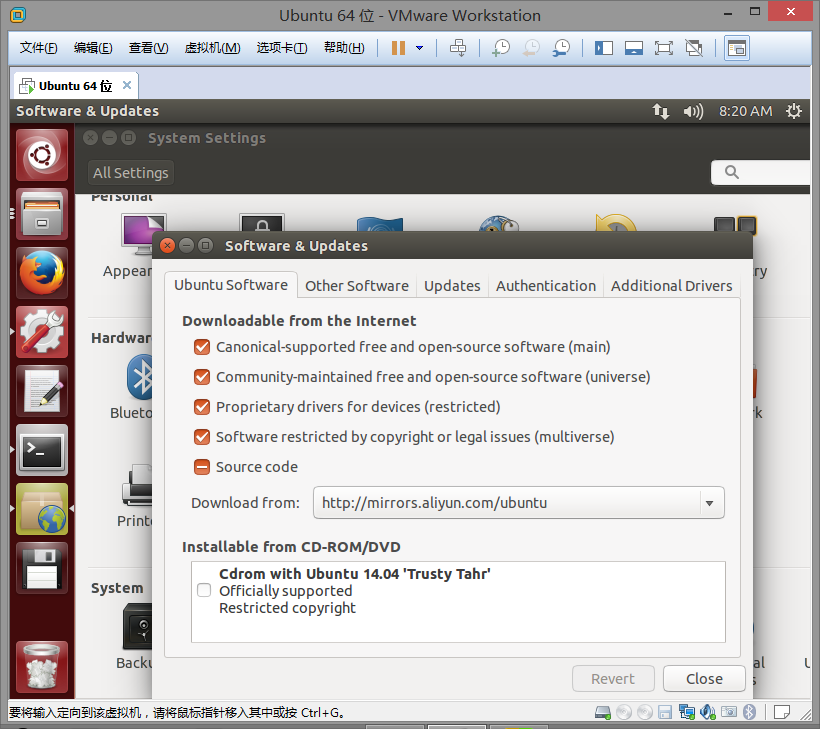 Ubuntu 64 位 - VMware Workstation
文件(F) 编辑(E) 查看(V) 虚拟机(M) 选项卡(T) 帮助(H)
Ubuntu 64 位
Software & Updates 8:20 AM
System Settings
All Settings
Personal
Appear
Software & Updates
ry
Ubuntu Software Other Software Updates Authentication Additional Drivers
Downloadable from the Internet
Hardwar
Canonical-supported free and open-source software (main)
Community-maintained free and open-source software (universe)
Proprietary drivers for devices (restricted)
Blueto
k
Software restricted by copyright or legal issues (multiverse)
Source code
Download from: http://mirrors.aliyun.com/ubuntu
Printe
Installable from CD-ROM/DVD
Cdrom with Ubuntu 14.04 'Trusty Tahr'
System
Officially supported
Restricted copyright
Backu
al
U
s
Revert Close
要将输入定向到该虚拟机，请将鼠标指针移入其中或按 Ctrl+G。